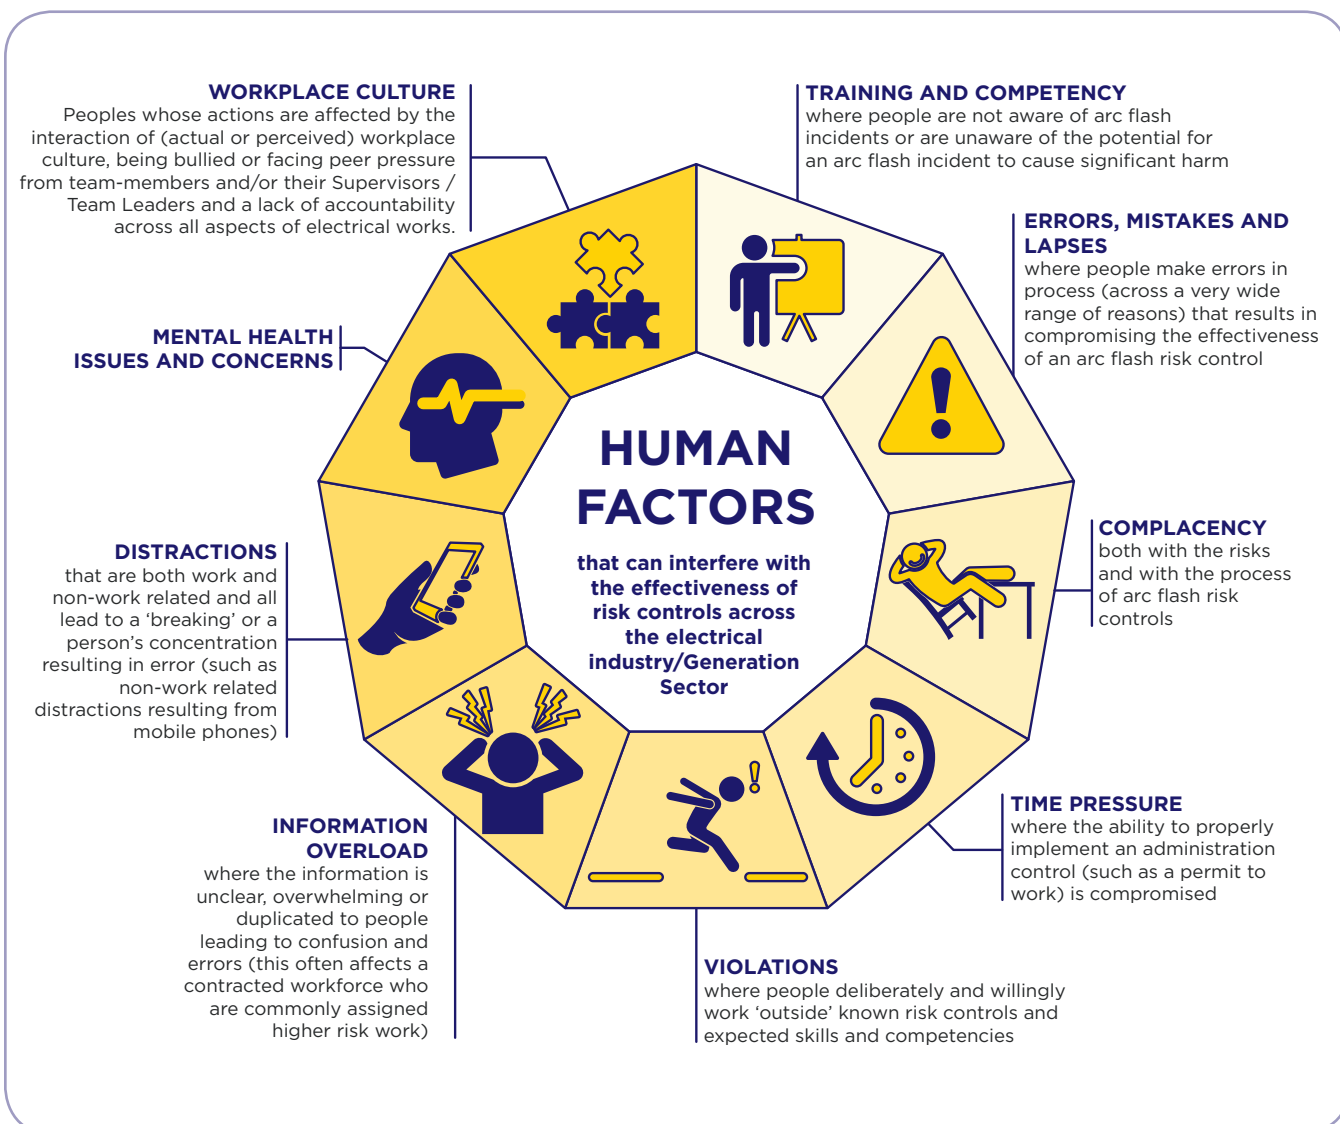 WORKPLACE CULTURE
Peoples whose actions are affected by the
interaction of (actual or perceived) workplace
culture, being bullied or facing peer pressure
from team-members and/or their Supervisors /
Team Leaders and a lack of accountability
across all aspects of electrical works.
TRAINING AND COMPETENCY
where people are not aware of arc flash
incidents or are unaware of the potential for
an arc flash incident to cause significant harm
ERRORS, MISTAKES AND
LAPSES
where people make errors in
process (across a very wide
range of reasons) that results in
compromising the effectiveness
of an arc flash risk control
MENTAL HEALTH
ISSUES AND CONCERNS
HUMAN
FACTORS
that can interfere with
the effectiveness of
risk controls across
the electrical
industry/Generation
Sector
COMPLACENCY
both with the risks
and with the process
of arc flash risk
controls
DISTRACTIONS
that are both work and
non-work related and all
lead to a ‘breaking’ or a
person’s concentration
resulting in error (such as
non-work related
distractions resulting from
mobile phones)
TIME PRESSURE
where the ability to properly
implement an administration
control (such as a permit to
work) is compromised
INFORMATION
OVERLOAD
where the information is
unclear, overwhelming or
duplicated to people
leading to confusion and
errors (this often affects a
contracted workforce who
are commonly assigned
higher risk work)
VIOLATIONS
where people deliberately and willingly
work ‘outside’ known risk controls and
expected skills and competencies